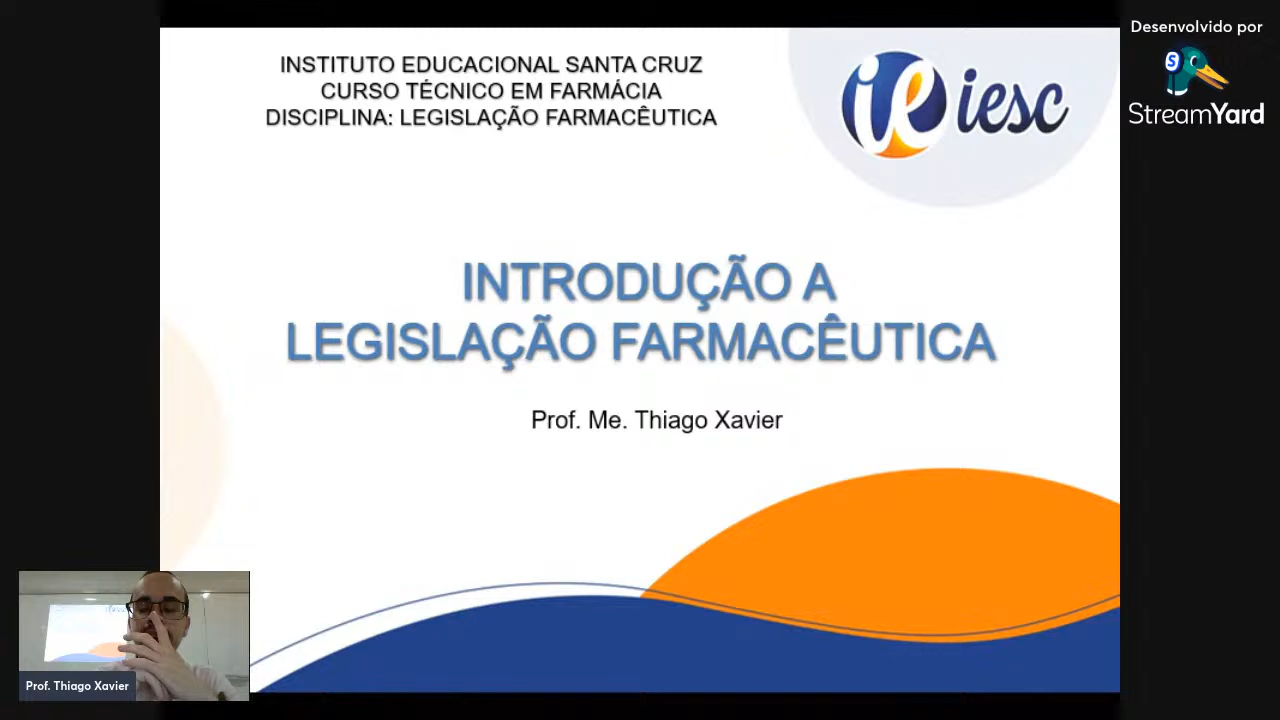 INSTITUTO EDUCACIONAL SANTA CRUZ
CURSO TÉCNICO EM FARMÁCIA
DISCIPLINA: LEGISLAÇÃO FARMACÊUTICA
iesc
Desenvolvido por
StreamYard
INTRODUÇÃO A
LEGISLAÇÃO FARMACÊUTICA
Prof. Me. Thiago Xavier
Prof. Thiago Xavier